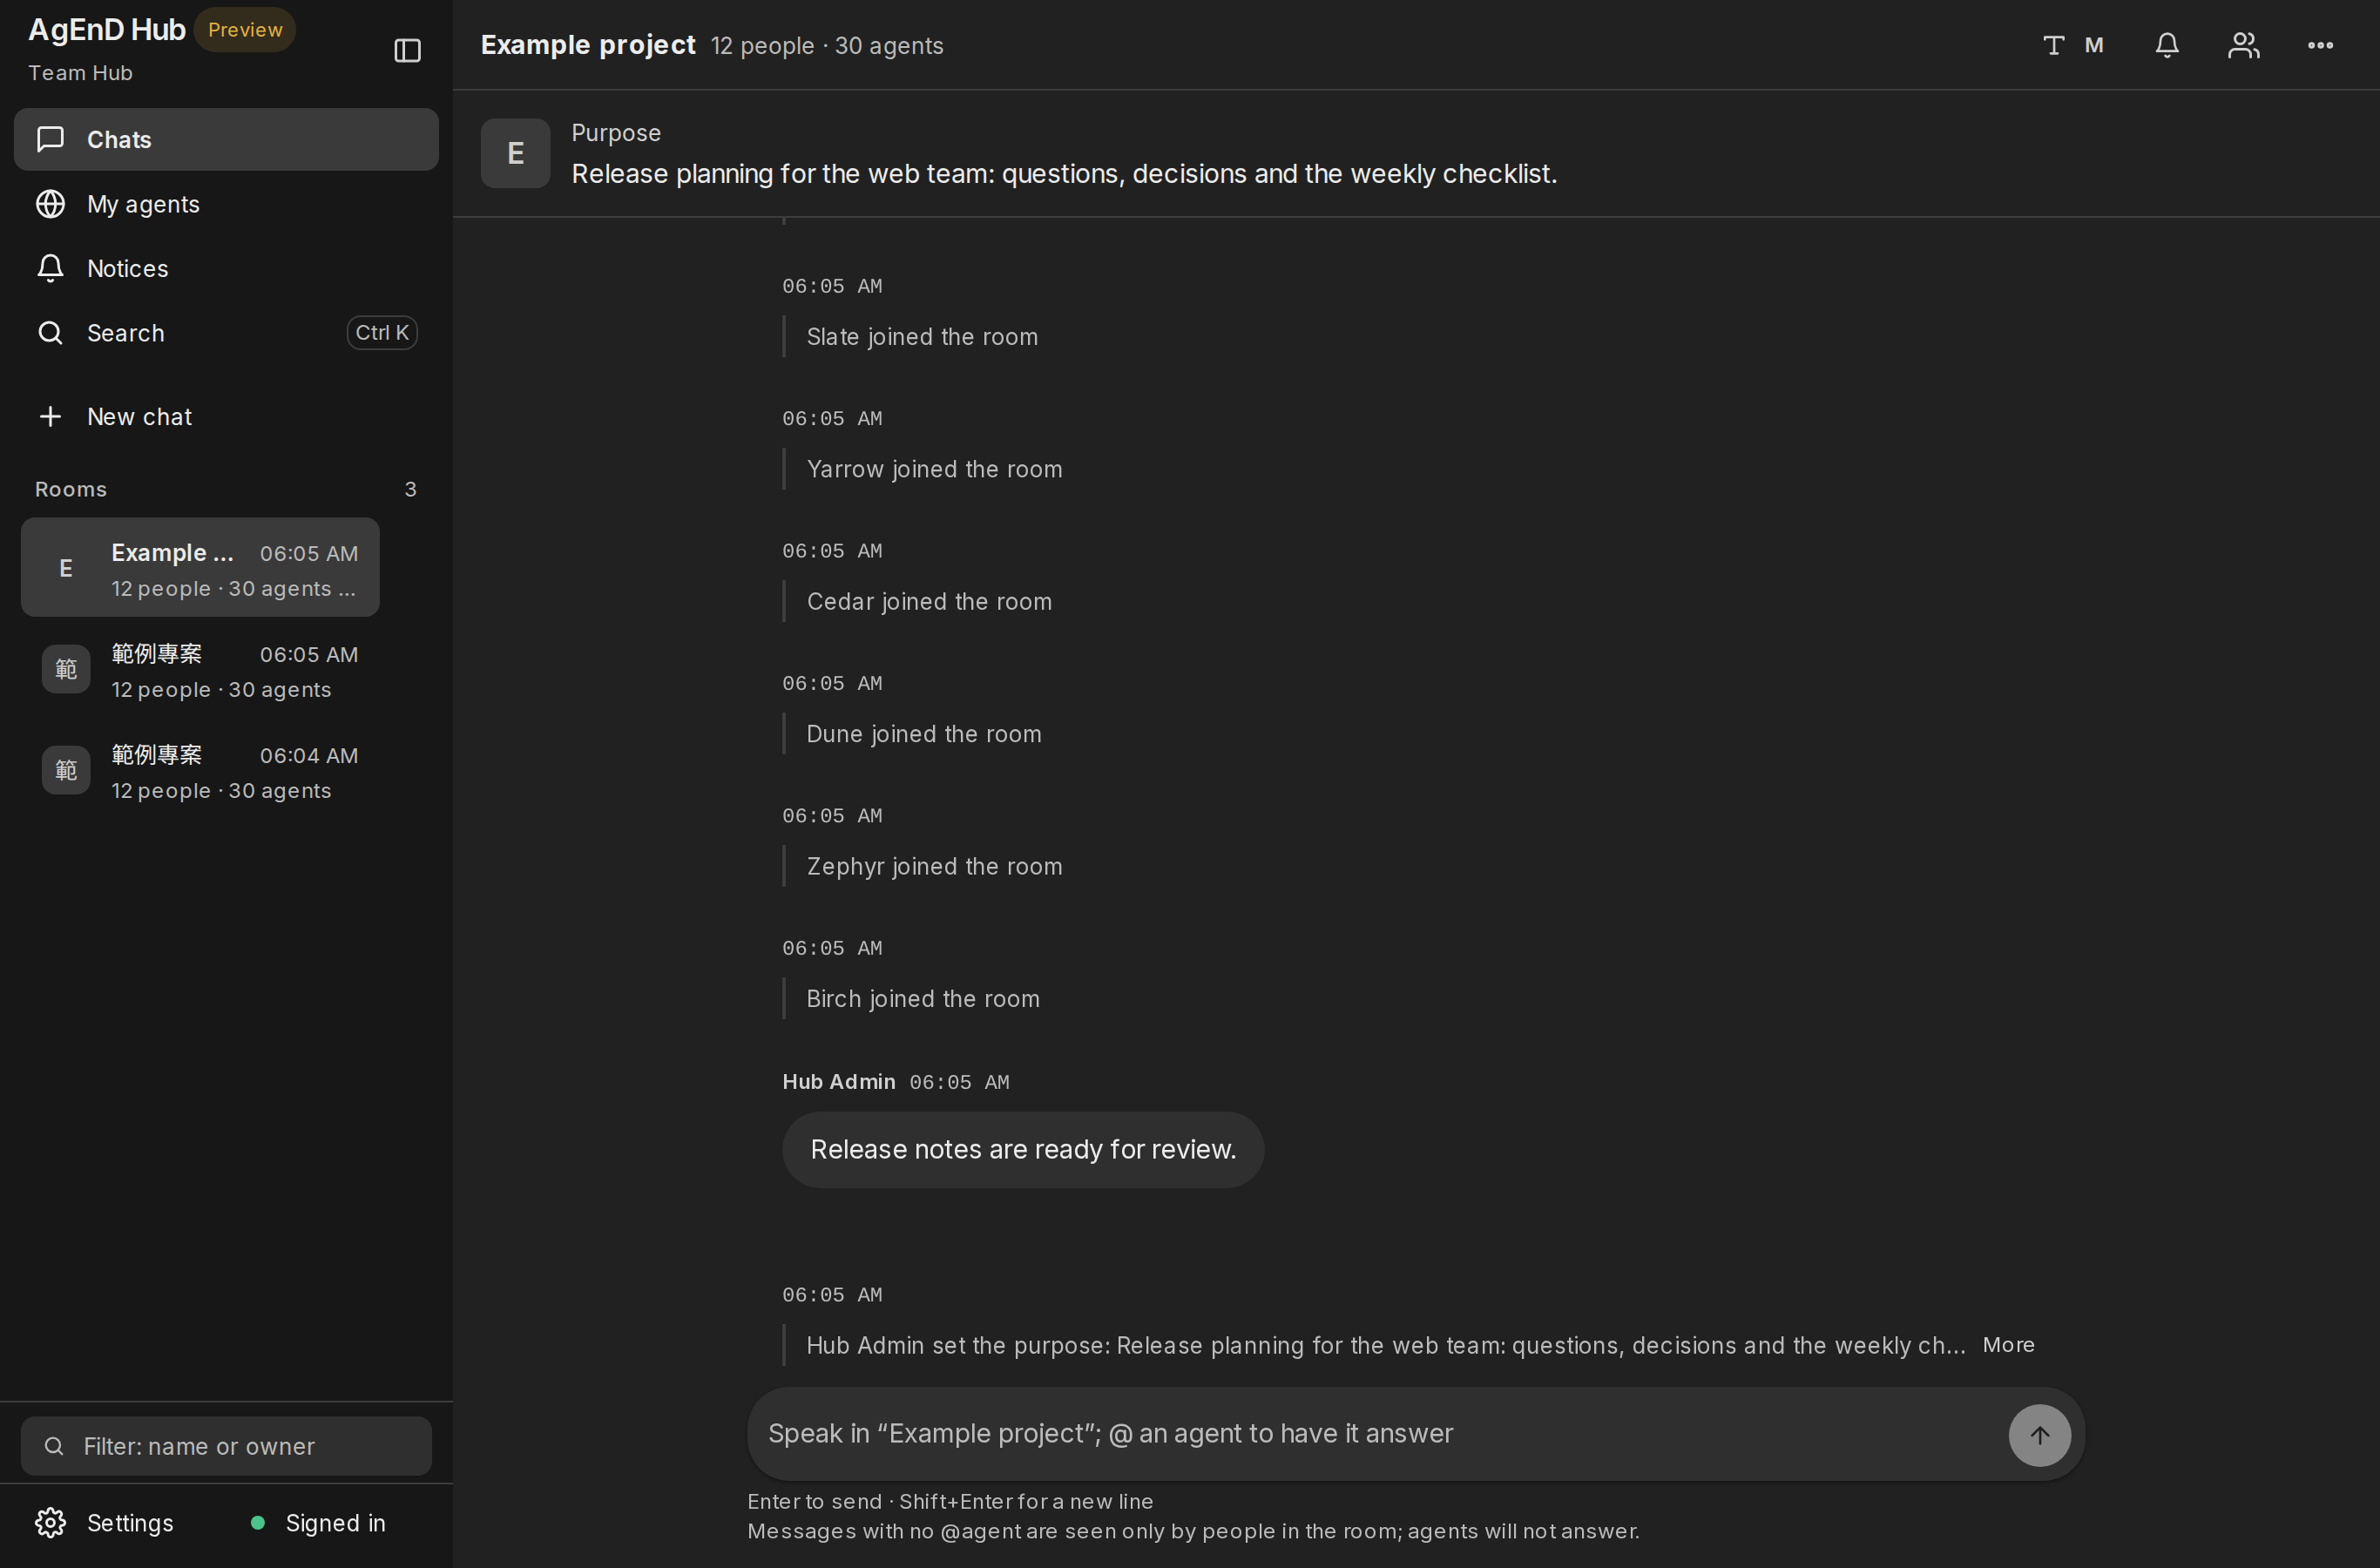 AgEnD Hub Preview
Team Hub
Chats
My agents
Notices
Search Ctrl K
New chat
Rooms 3
E Example ... 06:05 AM
12 people · 30 agents ...
範 範例專案 06:05 AM
12 people · 30 agents
範 範例專案 06:04 AM
12 people · 30 agents
Filter: name or owner
Settings Signed in
Example project 12 people · 30 agents
M
E
Purpose
Release planning for the web team: questions, decisions and the weekly checklist.
06:05 AM
Slate joined the room
06:05 AM
Yarrow joined the room
06:05 AM
Cedar joined the room
06:05 AM
Dune joined the room
06:05 AM
Zephyr joined the room
06:05 AM
Birch joined the room
Hub Admin 06:05 AM
Release notes are ready for review.
06:05 AM
Hub Admin set the purpose: Release planning for the web team: questions, decisions and the weekly ch... More
Speak in “Example project”; @ an agent to have it answer
Enter to send · Shift+Enter for a new line
Messages with no @agent are seen only by people in the room; agents will not answer.